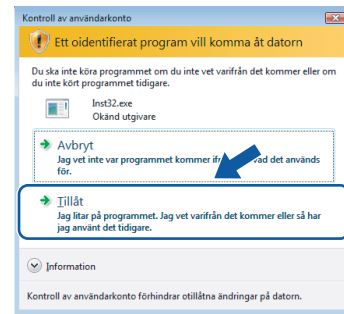 Kontroll av användarkonto
Ett oidentifierat program vill komma åt datorn
Du ska inte köra programmet om du inte vet varifrån det kommer eller om
du inte kört programmet tidigare.
Inst32.exe
Okänd utgivare
Avbryt
Jag vet inte var programmet kommer vad det används
för.
Tillåt
Jag litar på programmet. Jag vet varifrån det kommer eller så har
jag använt det tidigare.
Information
Kontroll av användarkonto förhindrar otillåtna ändringar på datorn.